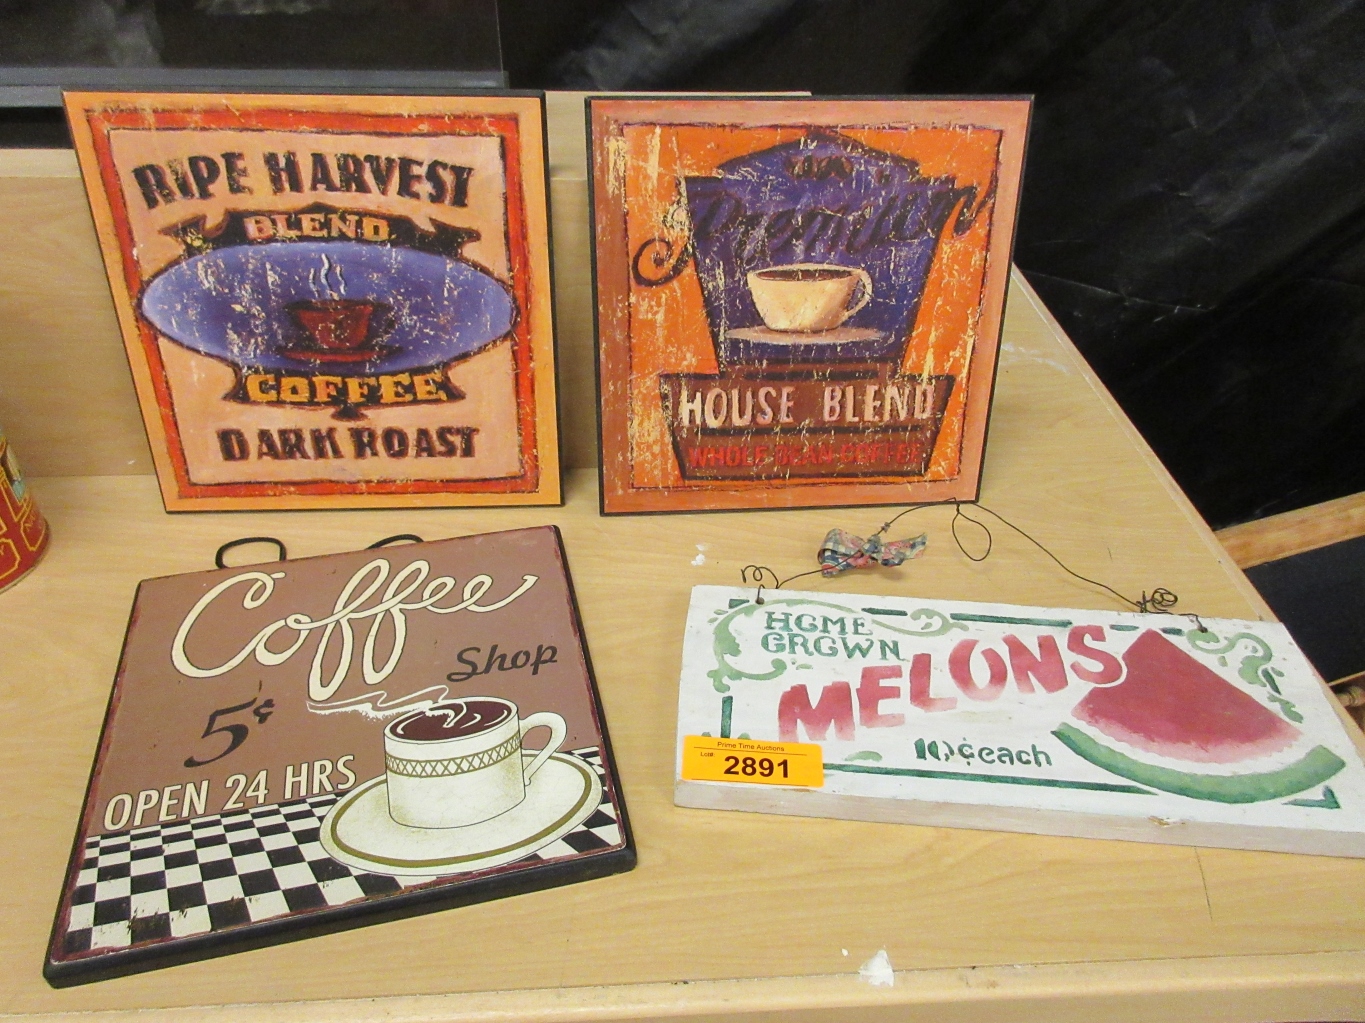 RIPE HARVEST
BLEND
COFFEE
DARK ROAST
Premium
HOUSE BLEND
WHOLE BEAN COFFEE
Coffee
Shop
5¢
OPEN 24 HRS
HOME
GROWN
MELONS
10¢ each
Prime Time Auctions
Lot#:
2891